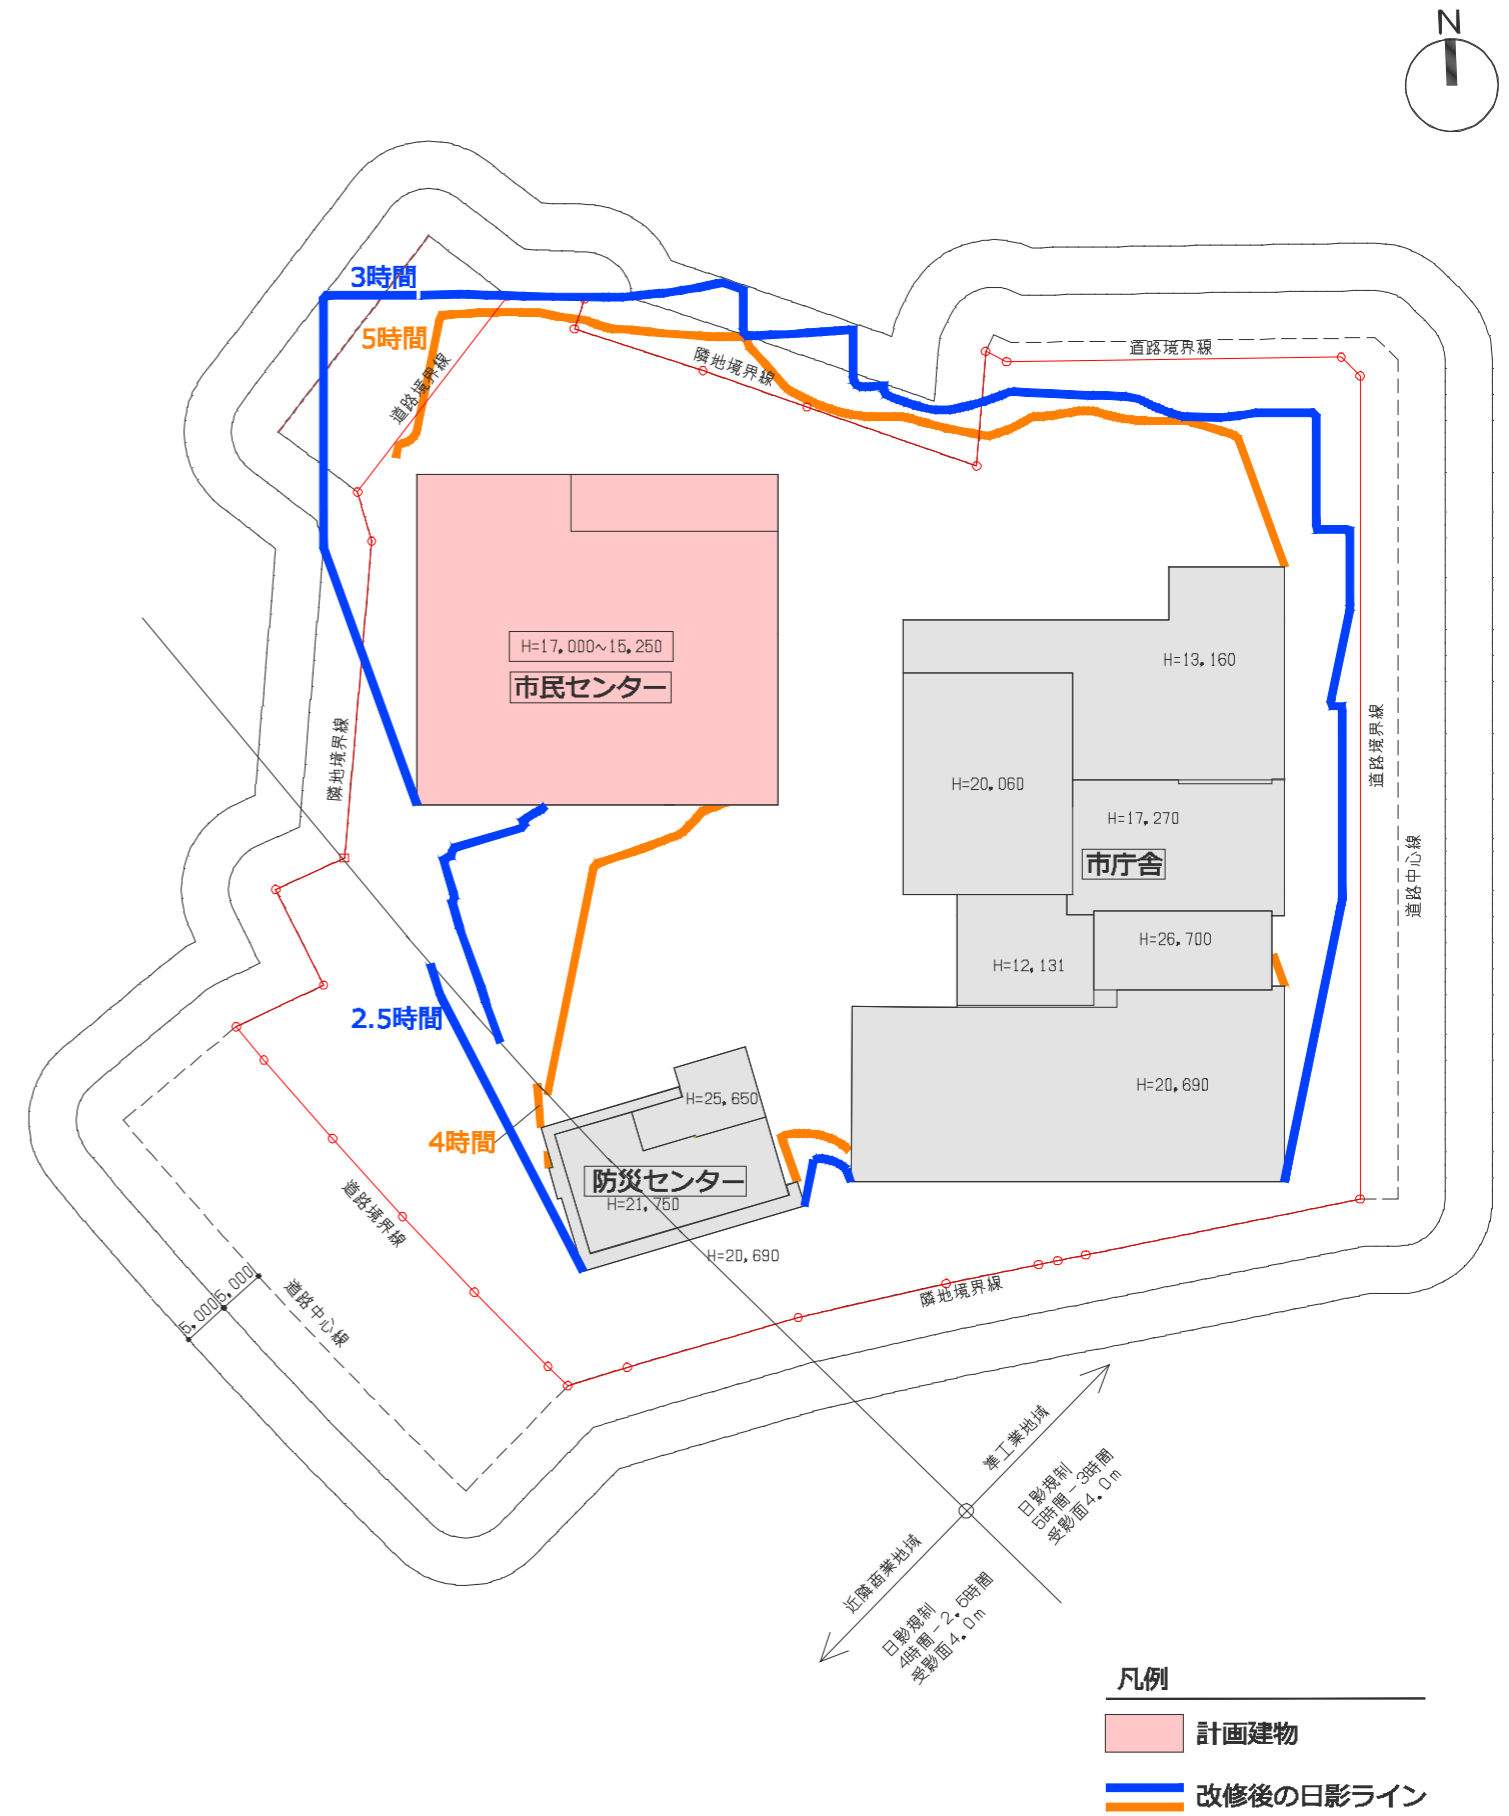 N
3時間
5時間
道路境界線
隣地境界線
道路境界線
H=17,000~15,250
市民センター
H=13,160
隣地境界線
道路境界線
H=20,060
H=17,270
市庁舎
道路中心線
H=26,700
H=12,131
2.5時間
H=20,690
H=25,650
4時間
防災センター
H=21,750
道路境界線
H=20,690
5,000
5,000
道路中心線
隣地境界線
準工業地域
日影規制
5時間-3時間
受影面4.0m
近隣商業地域
日影規制
4時間-2.5時間
受影面4.0m
凡例
計画建物
改修後の日影ライン